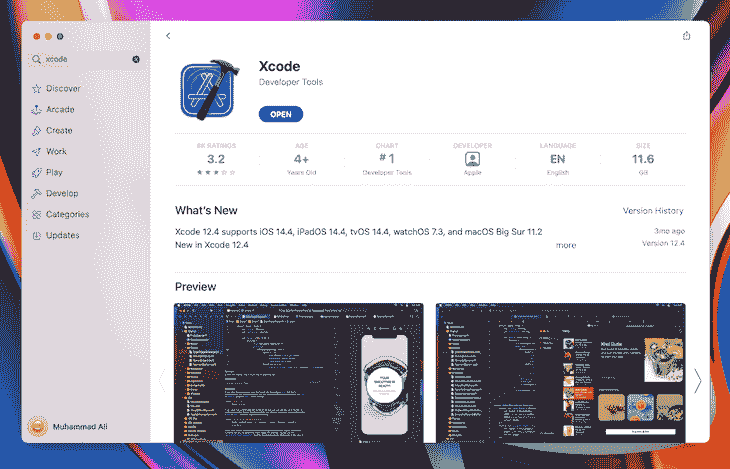 xcode
Discover
Arcade
Create
Work
Play
Develop
Categories
Updates
Muhammad Ali
Xcode
Developer Tools
OPEN
8K RATINGS
3.2
AGE
4+
Years Old
CHART
#1
Developer Tools
DEVELOPER
Apple
LANGUAGE
EN
English
SIZE
11.6
GB
What's New
Version History
Xcode 12.4 supports iOS 14.4, iPadOS 14.4, tvOS 14.4, watchOS 7.3, and macOS Big Sur 11.2
New in Xcode 12.4
more
3mo ago
Version 12.4
Preview